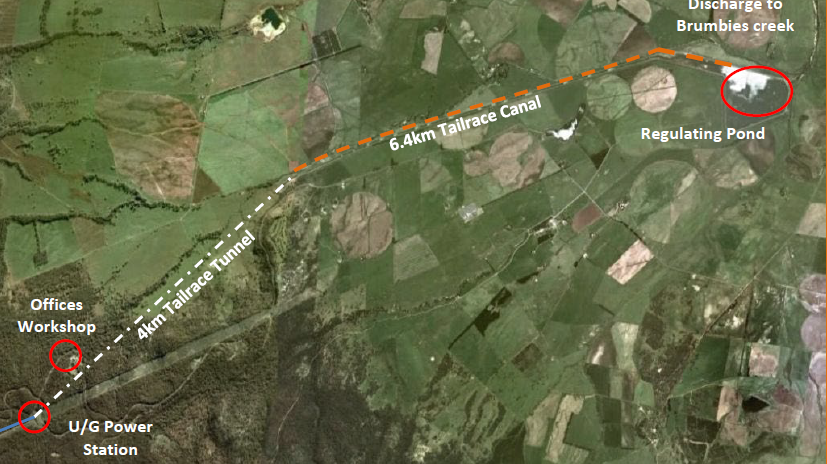 Discharge to
Brumbies creek
6.4km Tailrace Canal
Regulating Pond
4km Tailrace Tunnel
Offices
Workshop
U/G Power
Station